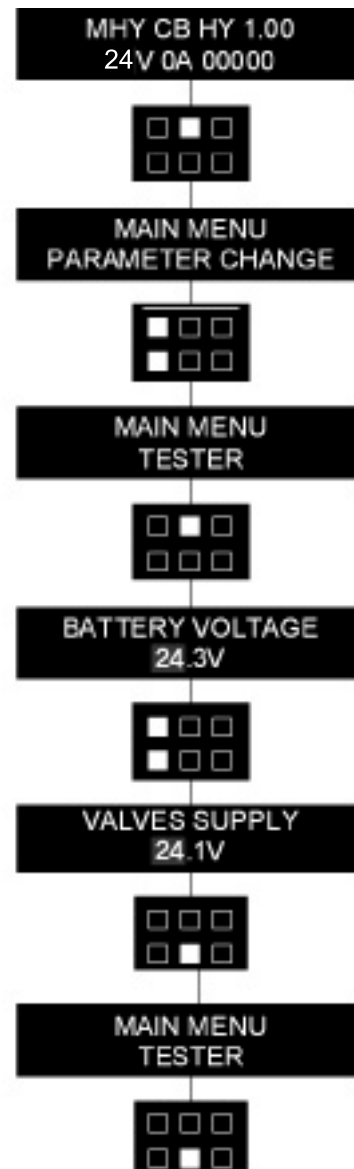 MHY CB HY 1.00
24V 0A 00000
MAIN MENU
PARAMETER CHANGE
MAIN MENU
TESTER
BATTERY VOLTAGE
24.3V
VALVES SUPPLY
24.1V
MAIN MENU
TESTER